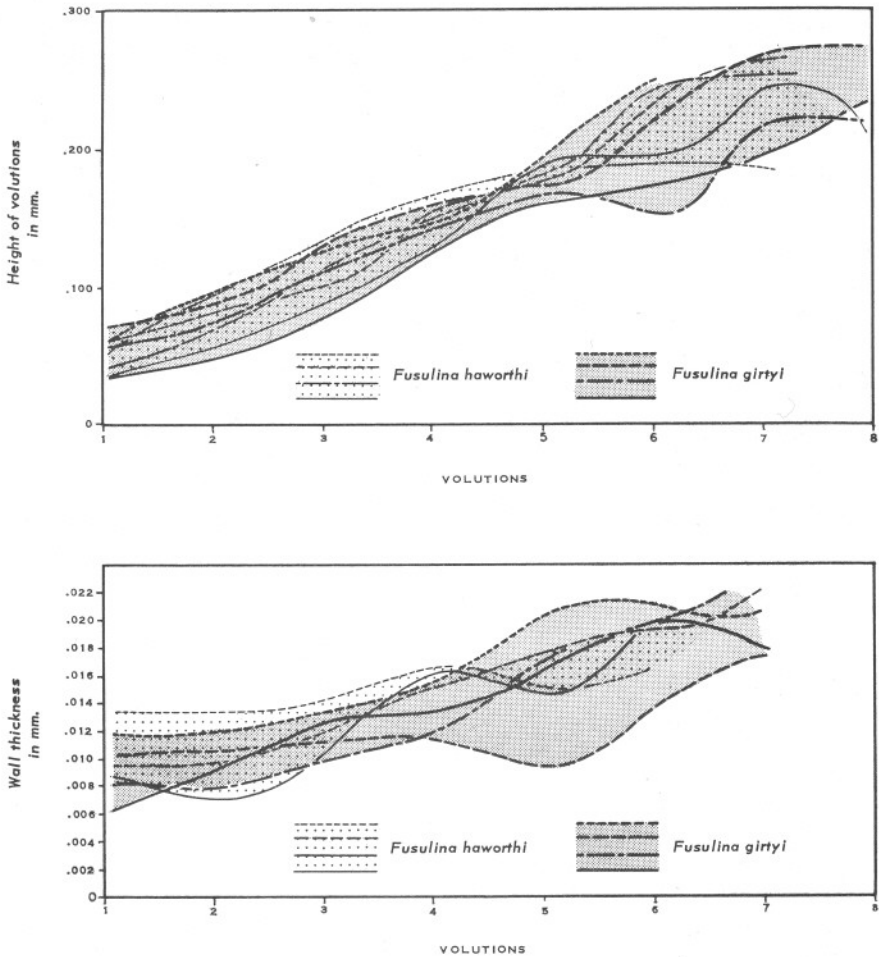 .300
.200
.100
0
Height of volutions
in mm.
Fusulina haworthi
Fusulina girtyi
1 2 3 4 5 6 7 8
VOLUTIONS
.022
.020
.018
.016
.014
.012
.010
.008
.006
.004
.002
0
Wall thickness
in mm.
Fusulina haworthi
Fusulina girtyi
1 2 3 4 5 6 7 8
VOLUTIONS